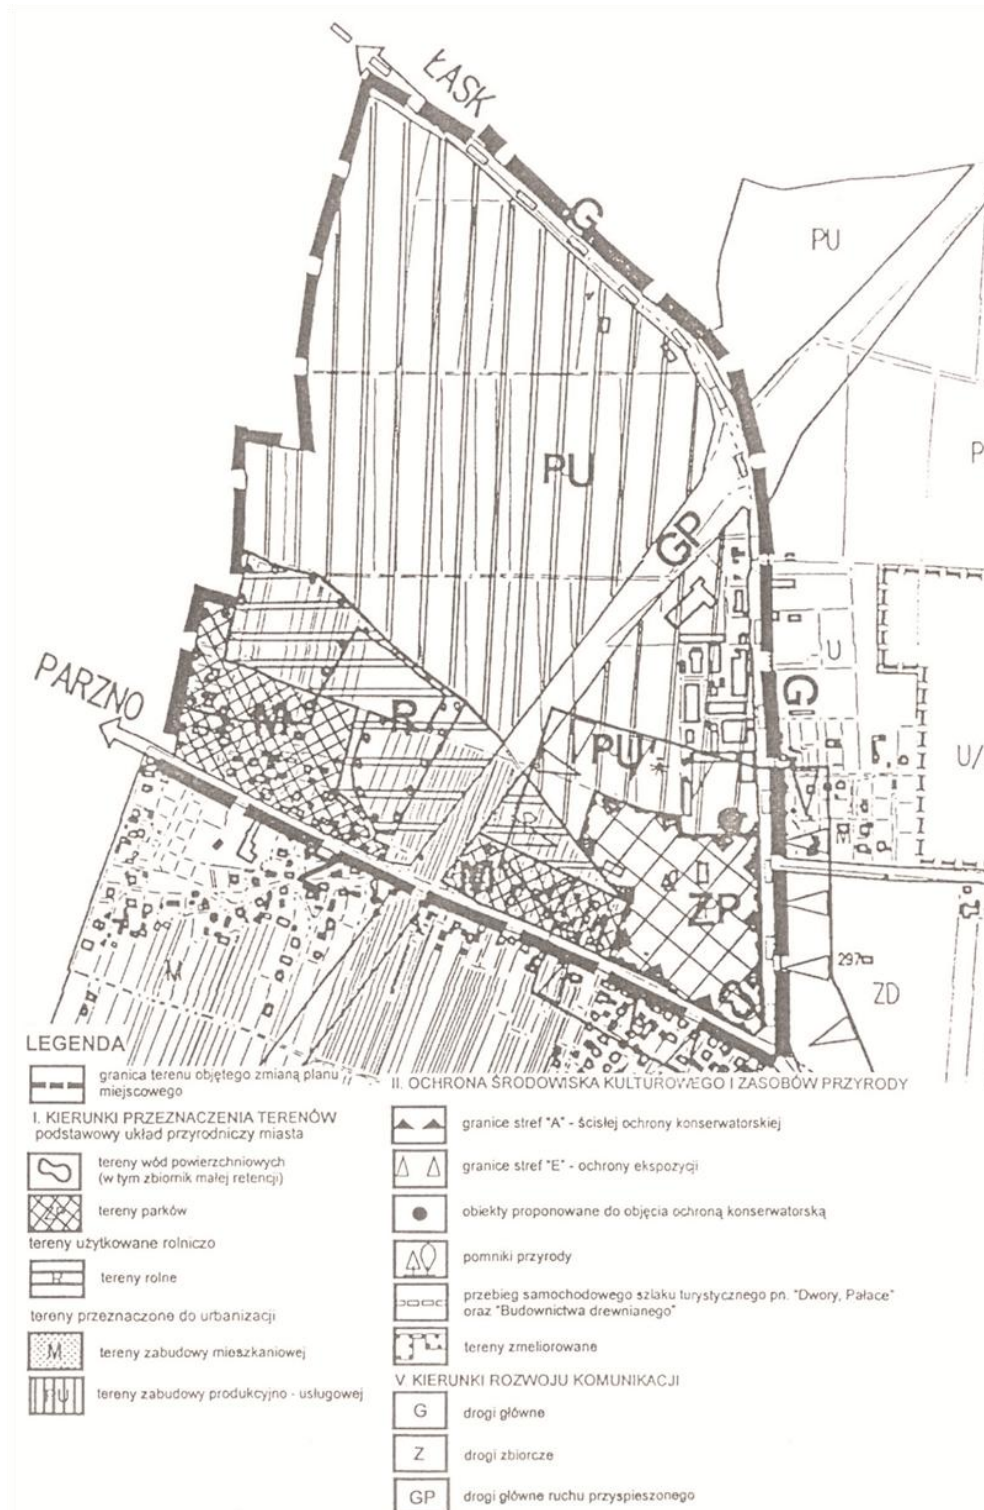 ŁASK
G
PU
P
PU
GP
U
PARZNO
G
M
R
PU
U/
M
R
M
ZP
297
M
ZD
M
LEGENDA
granica terenu objętego zmianą planu
miejscowego
I. KIERUNKI PRZEZNACZENIA TERENÓW
podstawowy układ przyrodniczy miasta
tereny wód powierzchniowych
(w tym zbiornik małej retencji)
ZP
tereny parków
tereny użytkowane rolniczo
R
tereny rolne
tereny przeznaczone do urbanizacji
M
tereny zabudowy mieszkaniowej
PU
tereny zabudowy produkcyjno - usługowej
II. OCHRONA ŚRODOWISKA KULTUROWEGO I ZASOBÓW PRZYRODY
granice stref "A" - ścisłej ochrony konserwatorskiej
granice stref "E" - ochrony ekspozycji
obiekty proponowane do objęcia ochroną konserwatorską
pomniki przyrody
przebieg samochodowego szlaku turystycznego pn. "Dwory, Pałace"
oraz "Budownictwa drewnianego"
tereny zmeliorowane
V. KIERUNKI ROZWOJU KOMUNIKACJI
G
drogi główne
Z
drogi zbiorcze
GP
drogi główne ruchu przyspieszonego